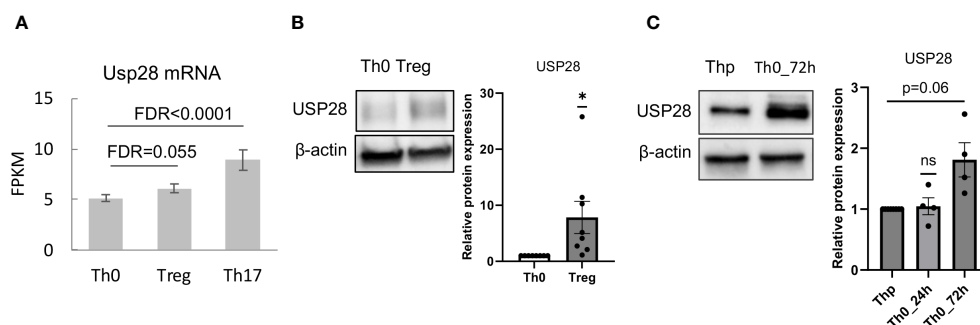 A
Usp28 mRNA
15
10
5
0
FPKM
FDR<0.0001
FDR=0.055
Th0
Treg
Th17
B
Th0 Treg
USP28
β-actin
USP28
Relative protein expression
30
20
10
0
*
Th0
Treg
C
Thp
Th0_72h
USP28
β-actin
USP28
p=0.06
Relative protein expression
3
2
1
0
ns
Thp
Th0_24h
Th0_72h